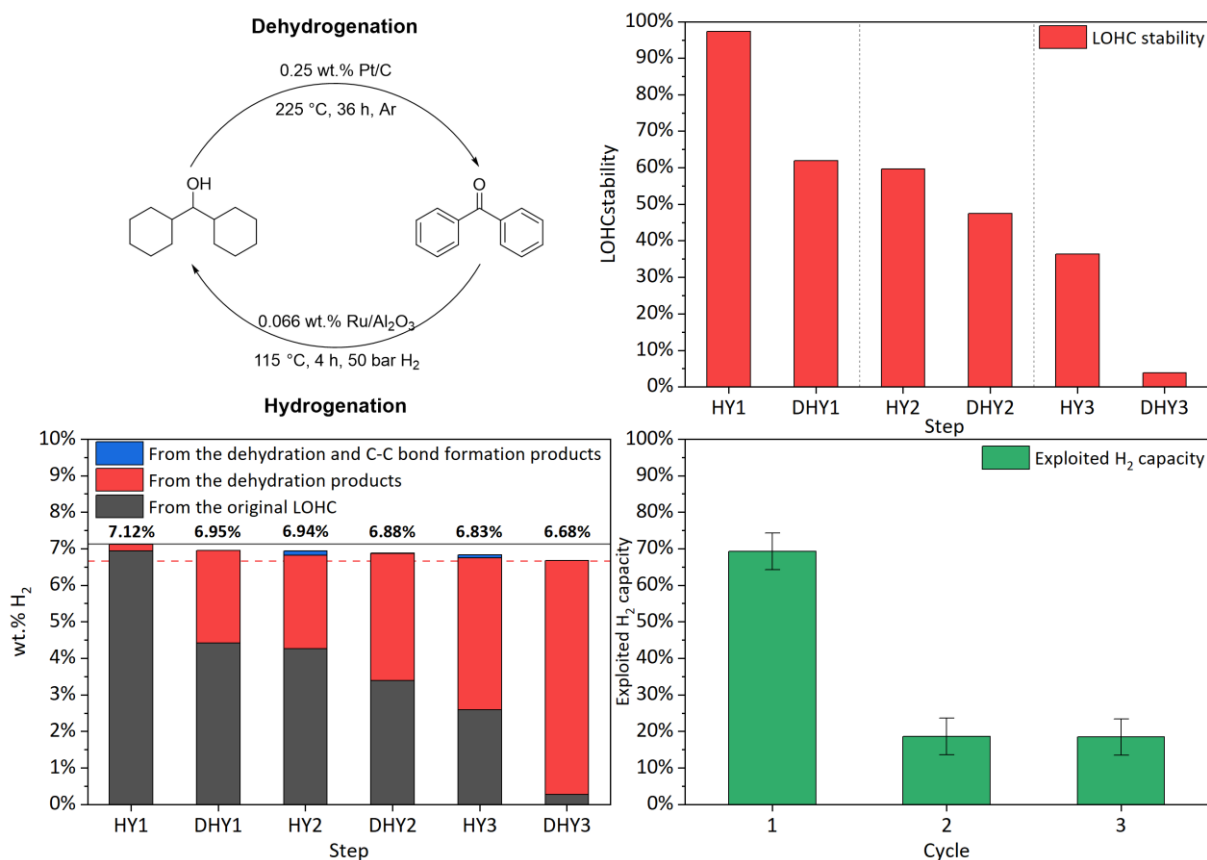 Dehydrogenation
0.25 wt.% Pt/C
225 °C, 36 h, Ar
OH
O
0.066 wt.% Ru/Al₂O₃
115 °C, 4 h, 50 bar H₂
Hydrogenation
LOHC stability
100%
90%
80%
70%
60%
50%
40%
30%
20%
10%
0%
LOHCstability
HY1 DHY1 HY2 DHY2 HY3 DHY3
Step
From the dehydration and C-C bond formation products
From the dehydration products
From the original LOHC
7.12% 6.95% 6.94% 6.88% 6.83% 6.68%
10%
9%
8%
7%
6%
5%
4%
3%
2%
1%
0%
wt.% H₂
HY1 DHY1 HY2 DHY2 HY3 DHY3
Step
Exploited H₂ capacity
100%
90%
80%
70%
60%
50%
40%
30%
20%
10%
0%
Exploited H₂ capacity
1 2 3
Cycle